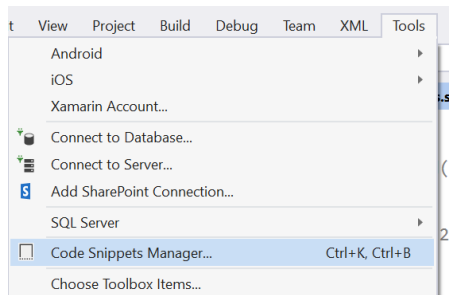 t View Project Build Debug Team XML Tools
Android
iOS
Xamarin Account...
Connect to Database...
Connect to Server...
Add SharePoint Connection...
SQL Server
Code Snippets Manager... Ctrl+K, Ctrl+B
Choose Toolbox Items...
.s
(
2